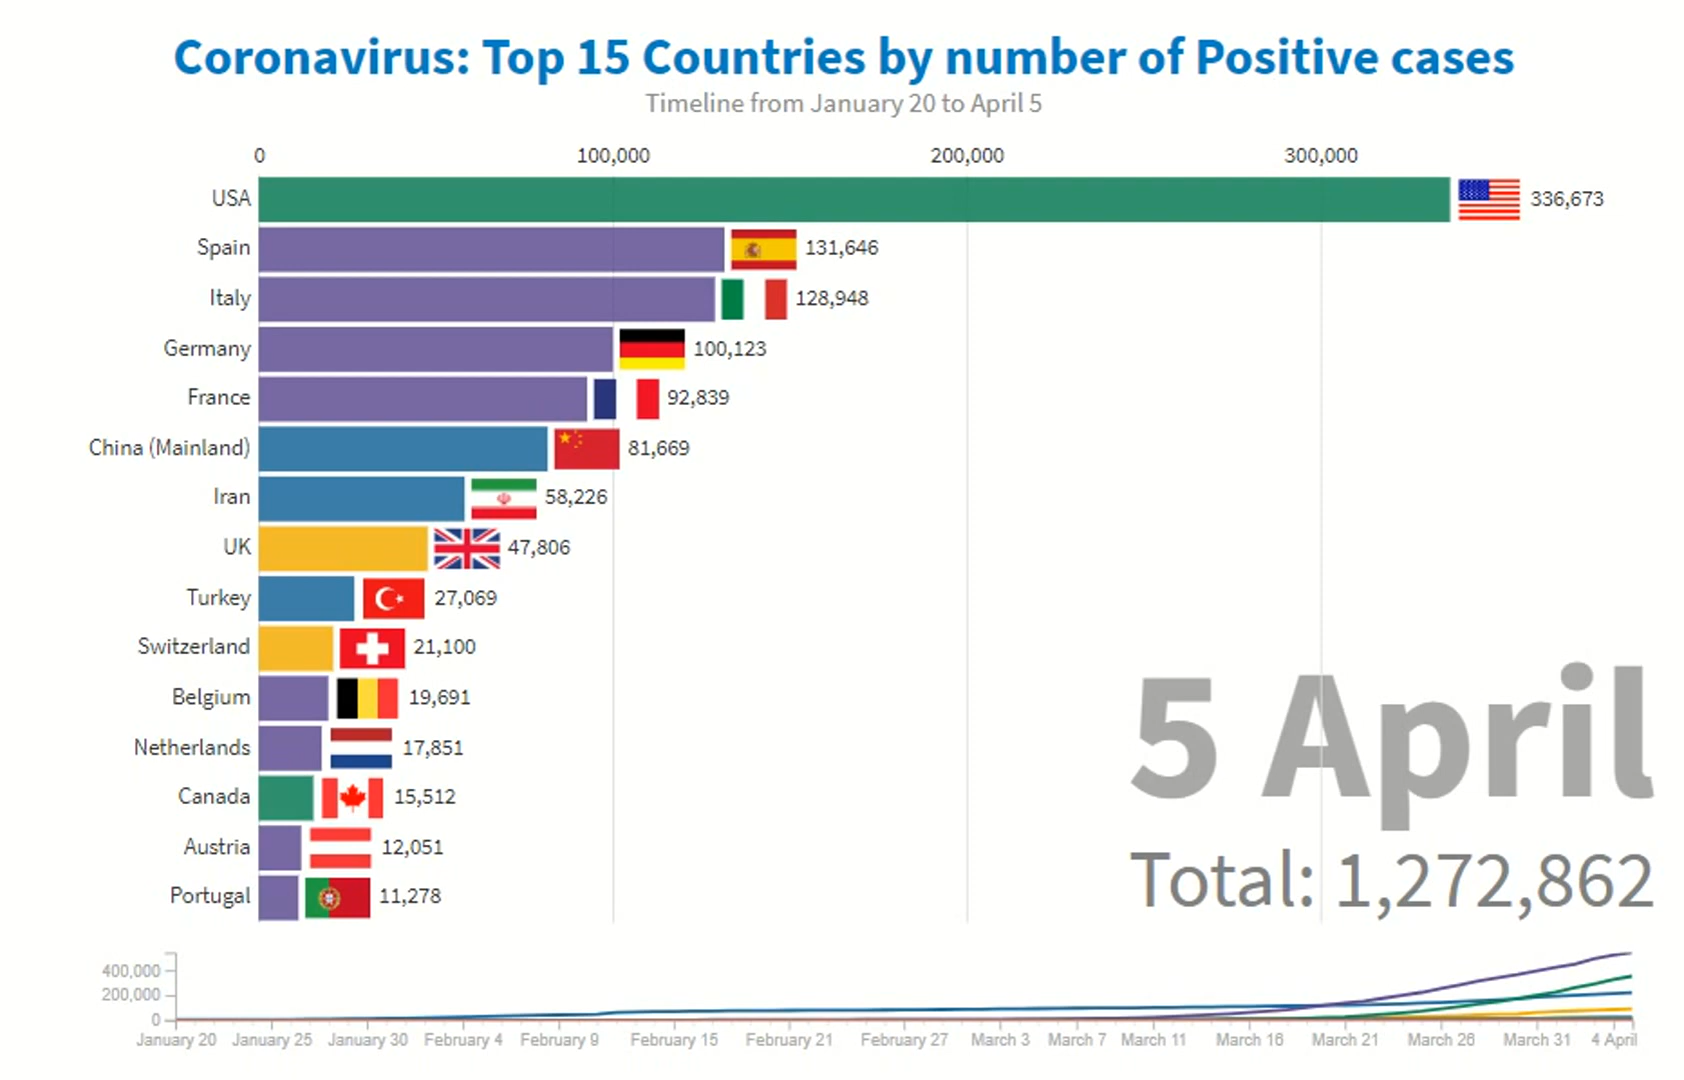 Coronavirus: Top 15 Countries by number of Positive cases
Timeline from January 20 to April 5
0 100,000 200,000 300,000
USA 336,673
Spain 131,646
Italy 128,948
Germany 100,123
France 92,839
China (Mainland) 81,669
Iran 58,226
UK 47,806
Turkey 27,069
Switzerland 21,100
Belgium 19,691
Netherlands 17,851
Canada 15,512
Austria 12,051
Portugal 11,278
5 April
Total: 1,272,862
400,000
200,000
0
January 20 January 25 January 30 February 4 February 9 February 15 February 21 February 27 March 3 March 7 March 11 March 16 March 21 March 26 March 31 4 April